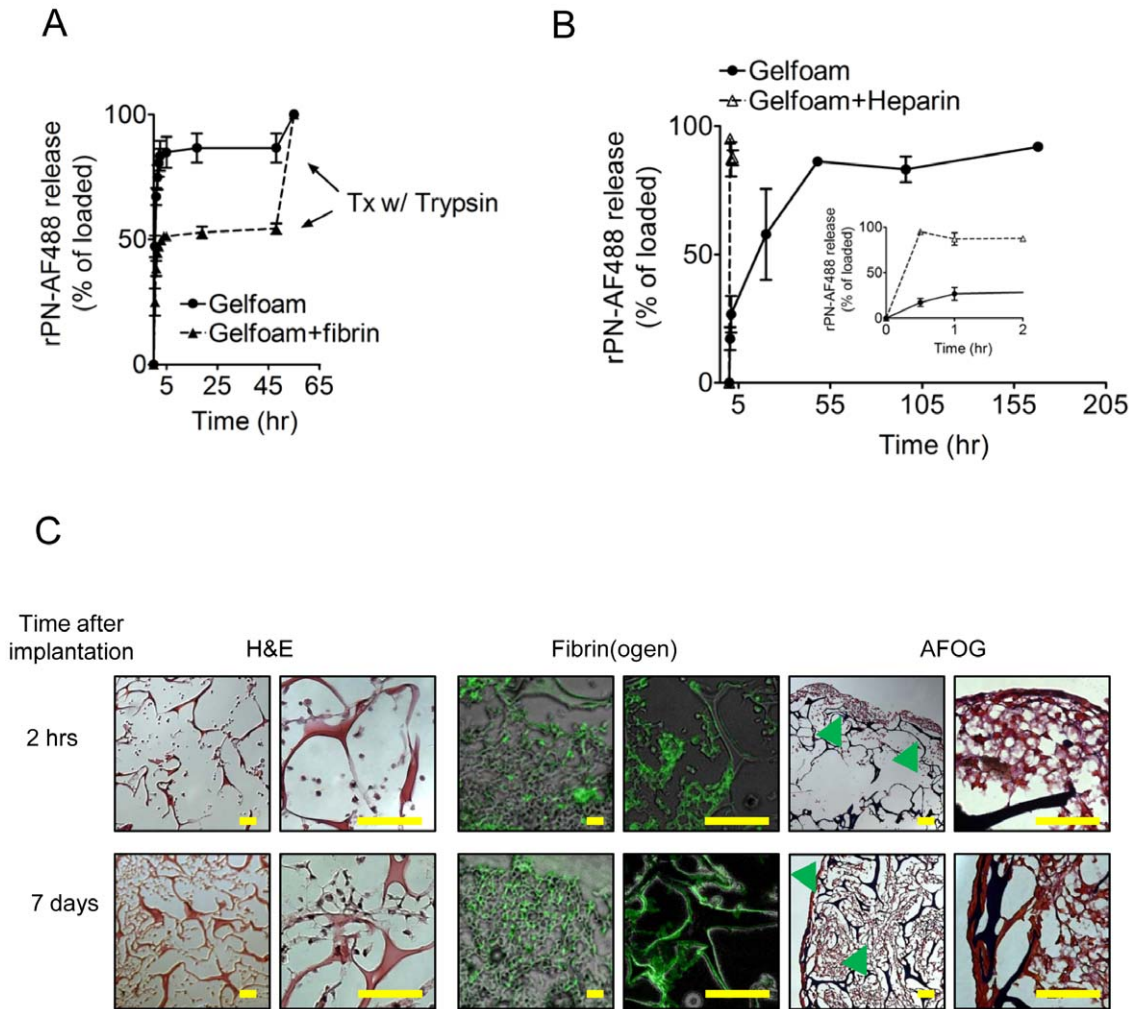 A
100
50
0
rPN-AF488 release
(% of loaded)
Tx w/ Trypsin
Gelfoam
Gelfoam+fibrin
5 25 45 65
Time (hr)
B
Gelfoam
Gelfoam+Heparin
100
50
0
rPN-AF488 release
(% of loaded)
100
50
0
rPN-AF488 release
(% of loaded)
0 1 2
Time (hr)
5 55 105 155 205
Time (hr)
C
Time after
implantation
H&E Fibrin(ogen) AFOG
2 hrs
7 days